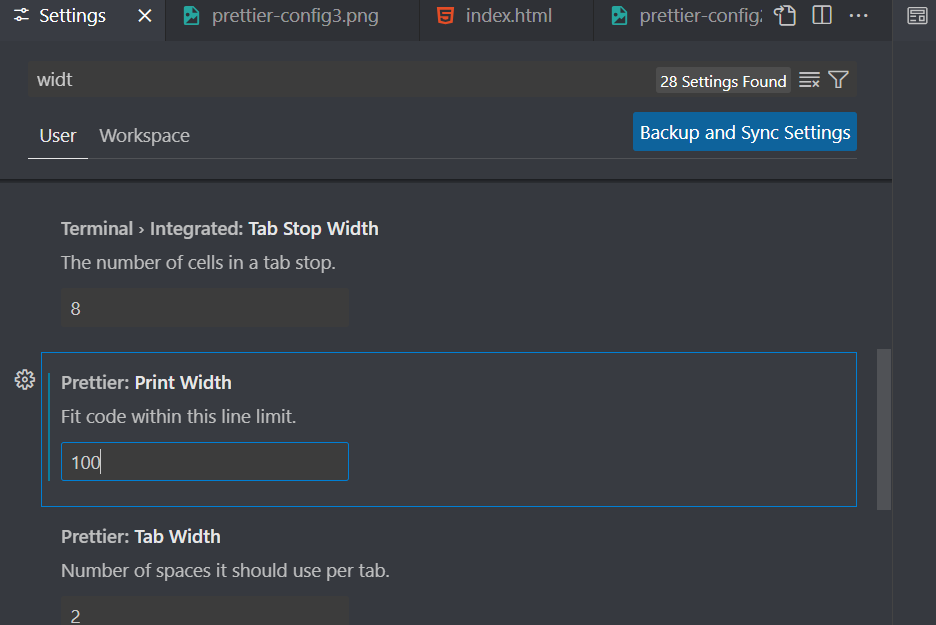 Settings prettier-config3.png index.html prettier-config
widt 28 Settings Found
User Workspace Backup and Sync Settings
Terminal › Integrated: Tab Stop Width
The number of cells in a tab stop.
8
Prettier: Print Width
Fit code within this line limit.
100
Prettier: Tab Width
Number of spaces it should use per tab.
2